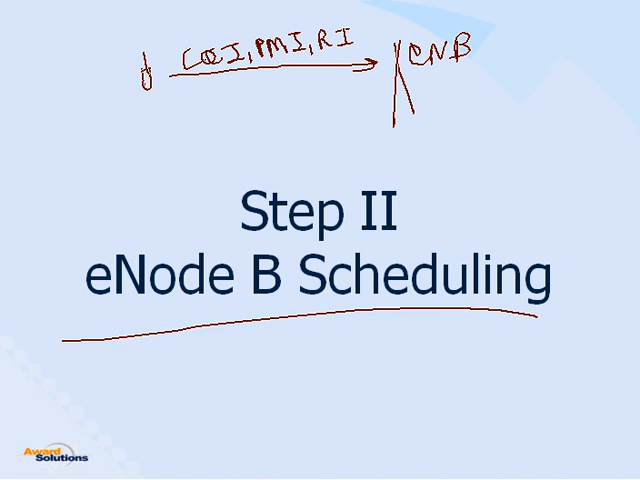 CQI, PMI, RI
eNB
Step II
eNode B Scheduling
Award
Solutions